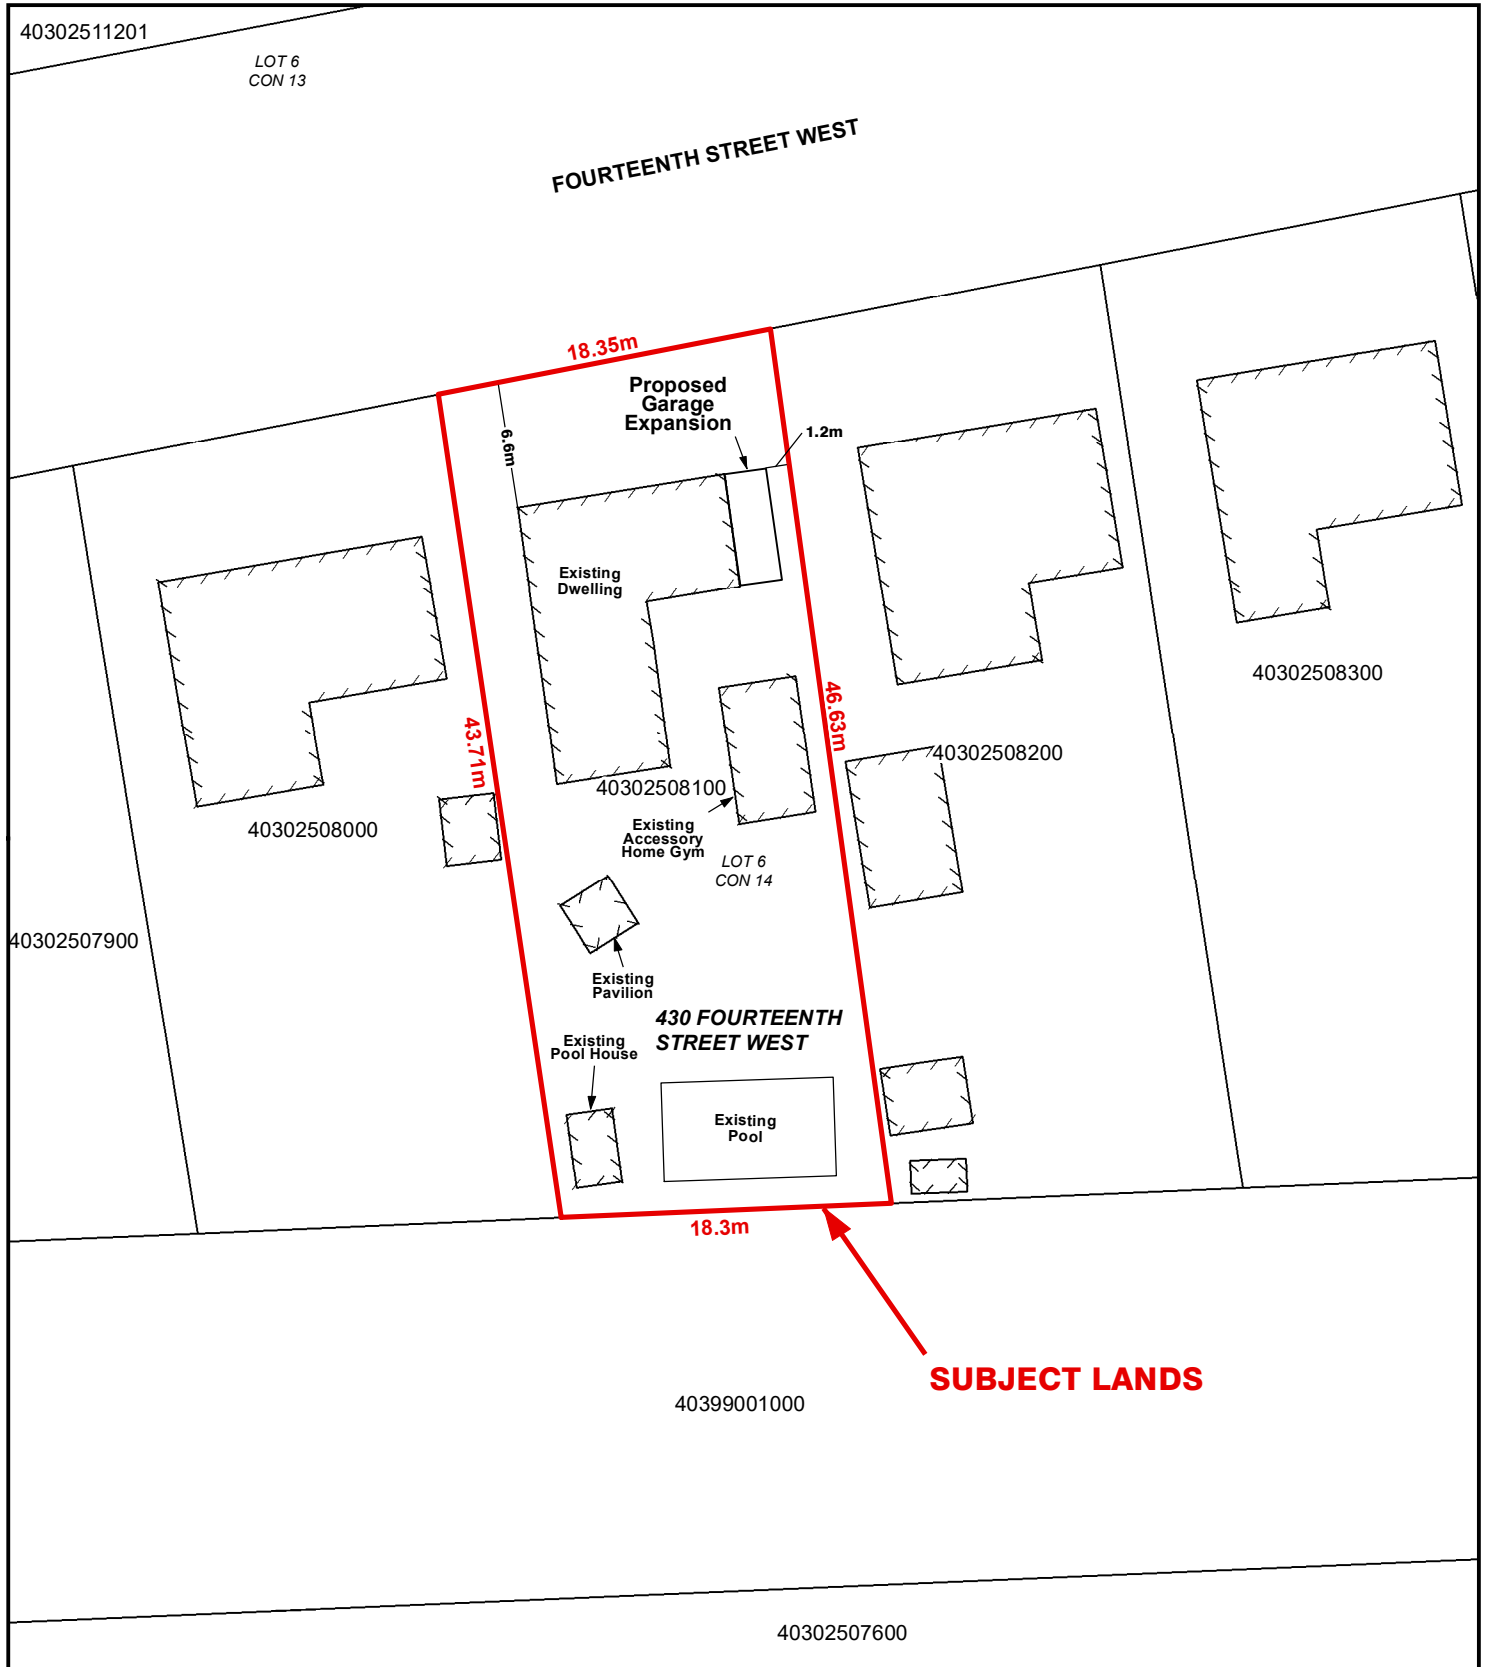 40302511201
LOT 6
CON 13
FOURTEENTH STREET WEST
18.35m
Proposed
Garage
Expansion
1.2m
6.6m
Existing
Dwelling
40302508300
46.63m
43.71m
40302508200
40302508100
40302508000
Existing
Accessory
Home Gym
LOT 6
CON 14
40302507900
Existing
Pavilion
430 FOURTEENTH
STREET WEST
Existing
Pool House
Existing
Pool
18.3m
SUBJECT LANDS
40399001000
40302507600